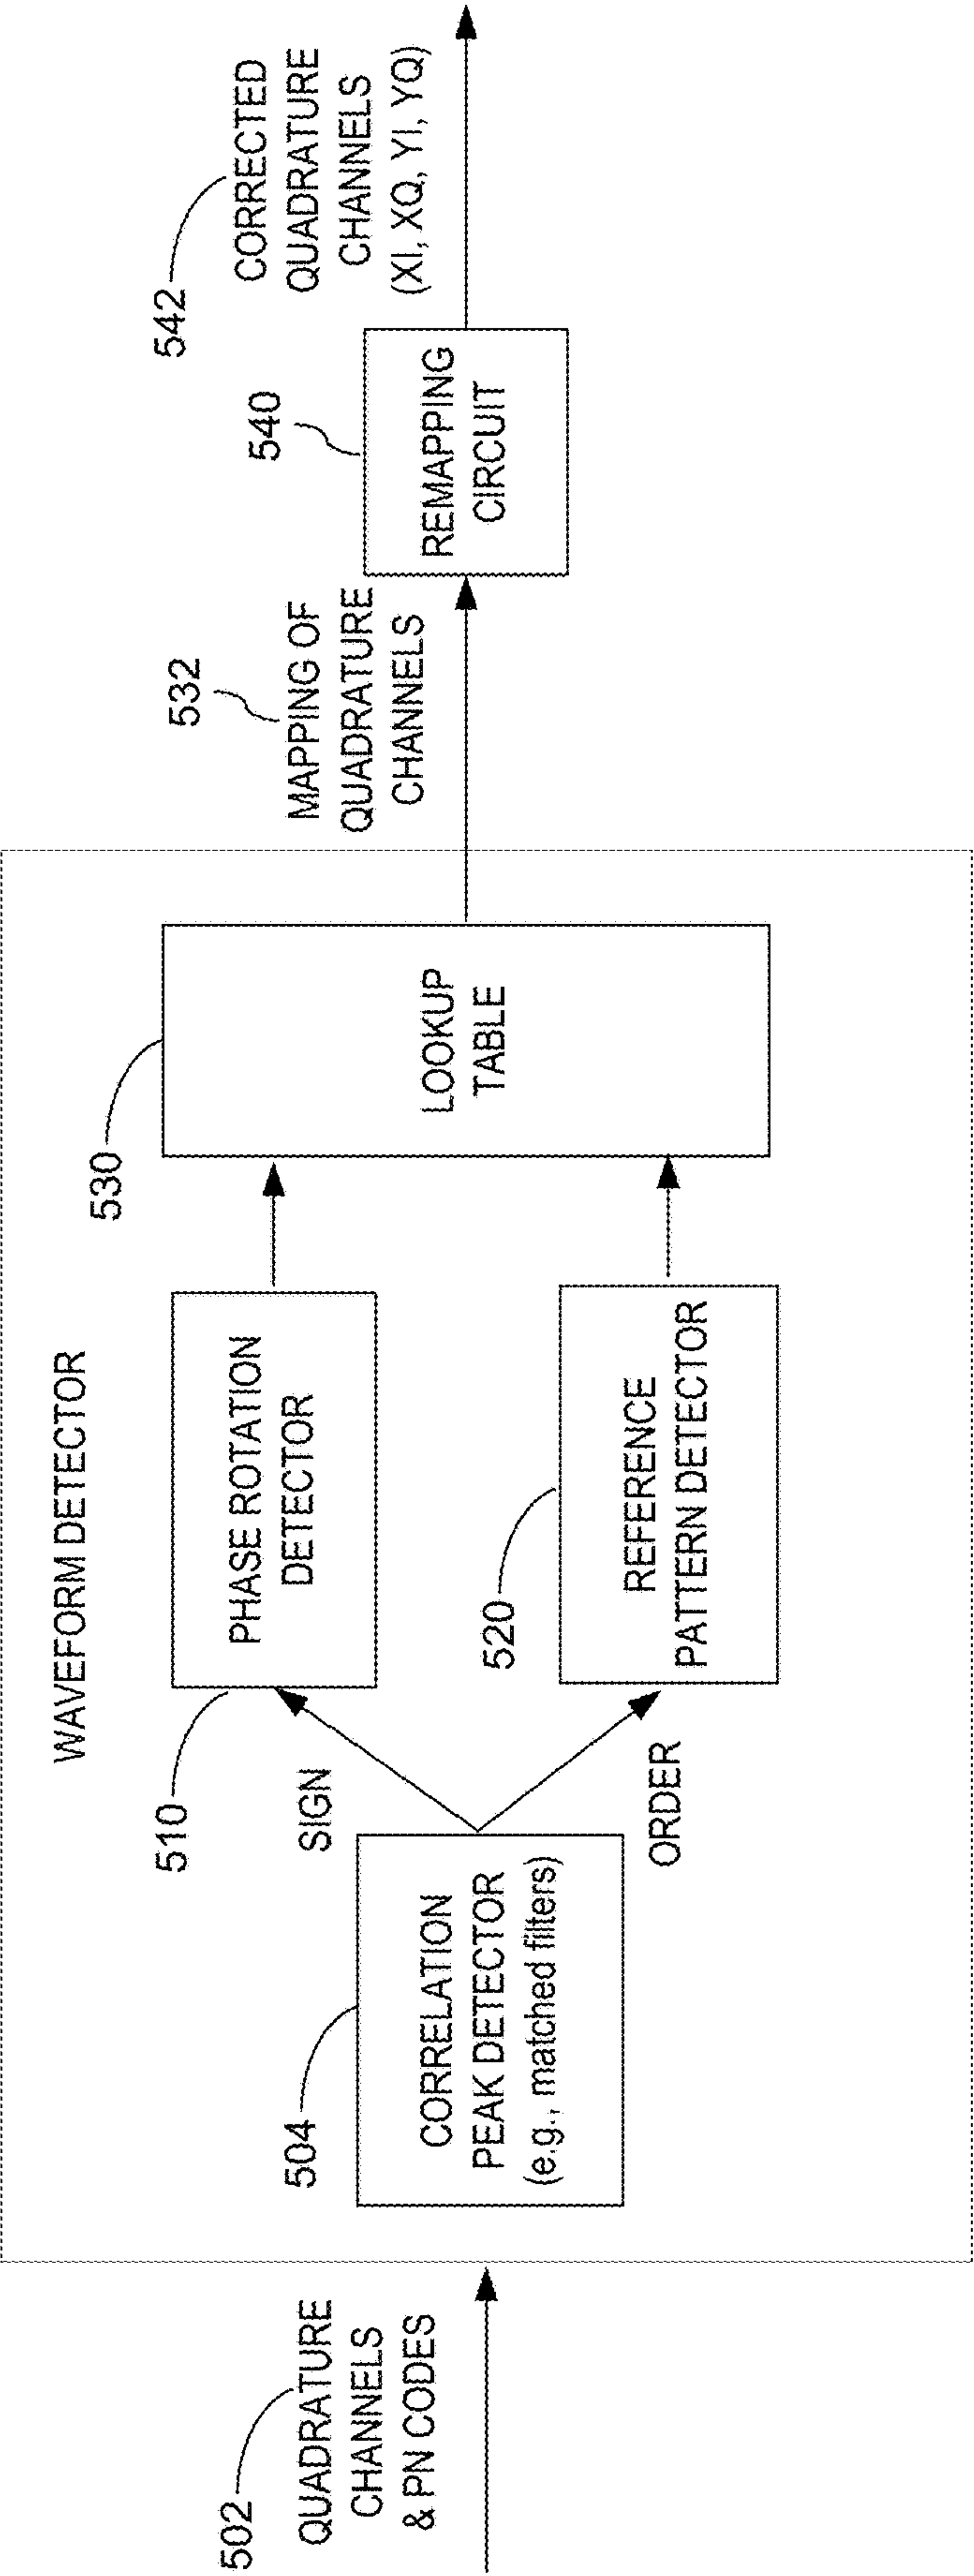 502
QUADRATURE
CHANNELS
& PN CODES
WAVEFORM DETECTOR
504
CORRELATION
PEAK DETECTOR
(e.g., matched filters)
SIGN
ORDER
510
PHASE ROTATION
DETECTOR
520
REFERENCE
PATTERN DETECTOR
530
LOOKUP
TABLE
532
MAPPING OF
QUADRATURE
CHANNELS
540
REMAPPING
CIRCUIT
542
CORRECTED
QUADRATURE
CHANNELS
(XI, XQ, YI, YQ)